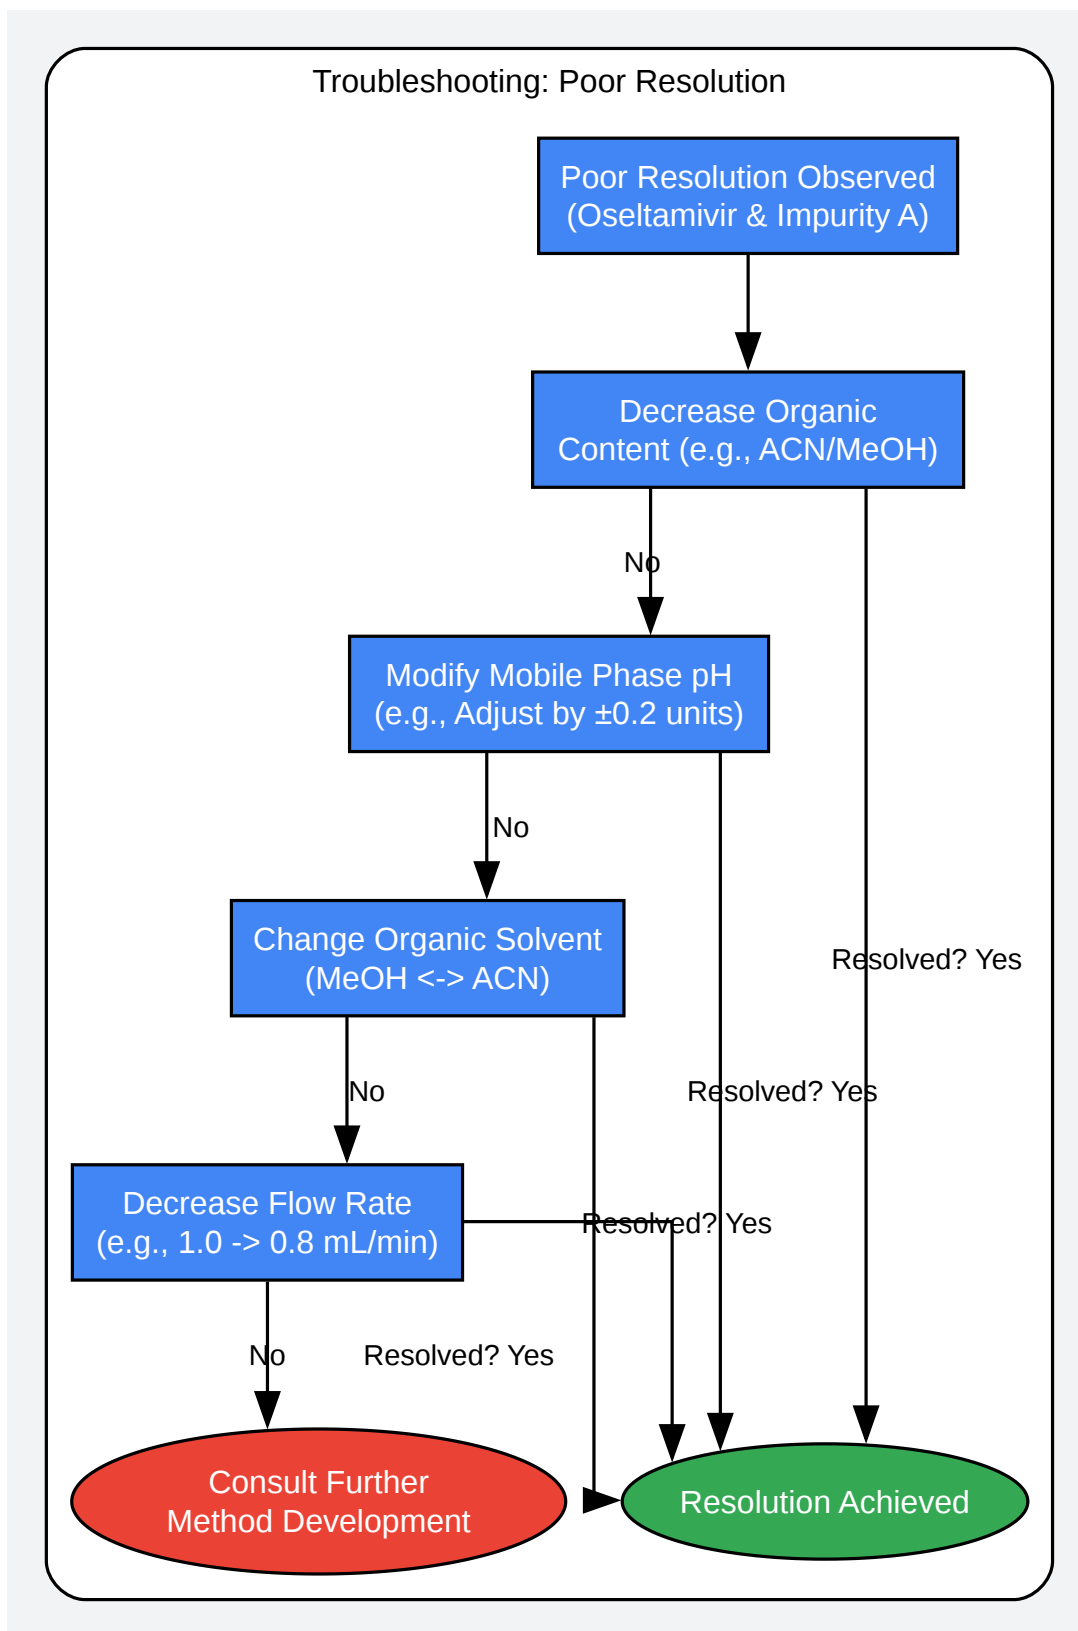 Troubleshooting: Poor Resolution
Poor Resolution Observed
(Oseltamivir & Impurity A)
Decrease Organic
Content (e.g., ACN/MeOH)
No
Modify Mobile Phase pH
(e.g., Adjust by ±0.2 units)
No
Change Organic Solvent
(MeOH <-> ACN)
Resolved? Yes
No
Resolved? Yes
Decrease Flow Rate
(e.g., 1.0 -> 0.8 mL/min)
Resolved? Yes
No
Resolved? Yes
Consult Further
Method Development
Resolution Achieved